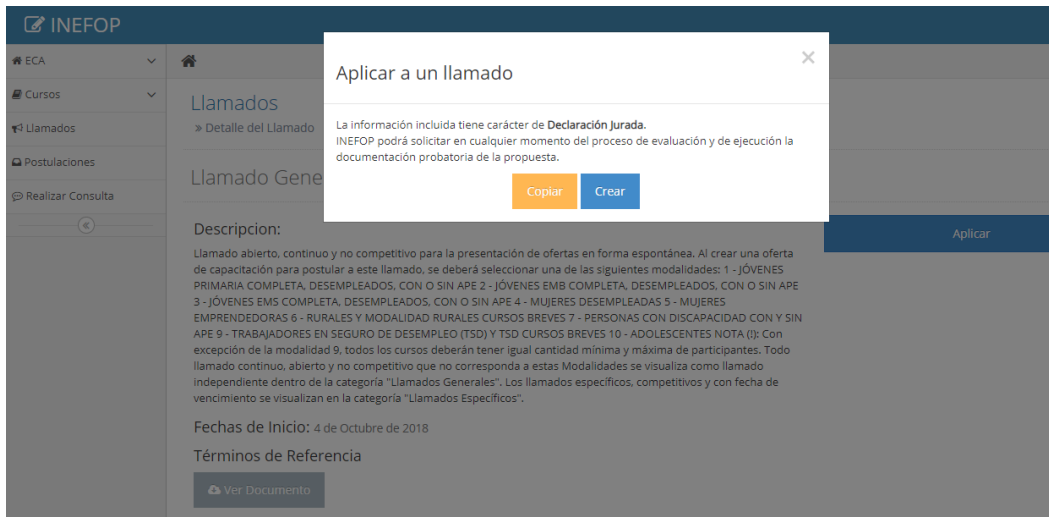 INEFOP
ECA
Cursos
Llamados
Postulaciones
Realizar Consulta
Aplicar a un llamado
×
La información incluida tiene carácter de Declaración Jurada.
INEFOP podrá solicitar en cualquier momento del proceso de evaluación y de ejecución la
documentación probatoria de la propuesta.
Copiar
Crear
Llamados
» Detalle del Llamado
Llamado Gene
Aplicar
Descripcion:
Llamado abierto, continuo y no competitivo para la presentación de ofertas en forma espontánea. Al crear una oferta
de capacitación para postular a este llamado, se deberá seleccionar una de las siguientes modalidades: 1 - JÓVENES
PRIMARIA COMPLETA, DESEMPLEADOS, CON O SIN APE 2 - JÓVENES EMB COMPLETA, DESEMPLEADOS, CON O SIN APE
3 - JÓVENES EMS COMPLETA, DESEMPLEADOS, CON O SIN APE 4 - MUJERES DESEMPLEADAS 5 - MUJERES
EMPRENDEDORAS 6 - RURALES Y MODALIDAD RURALES CURSOS BREVES 7 - PERSONAS CON DISCAPACIDAD CON Y SIN
APE 9 - TRABAJADORES EN SEGURO DE DESEMPLEO (TSD) Y TSD CURSOS BREVES 10 - ADOLESCENTES NOTA (!): Con
excepción de la modalidad 9, todos los cursos deberán tener igual cantidad mínima y máxima de participantes. Todo
llamado continuo, abierto y no competitivo que no corresponda a estas Modalidades se visualiza como llamado
independiente dentro de la categoría "Llamados Generales". Los llamados específicos, competitivos y con fecha de
vencimiento se visualizan en la categoría "Llamados Específicos".
Fechas de Inicio: 4 de Octubre de 2018
Términos de Referencia
Ver Documento